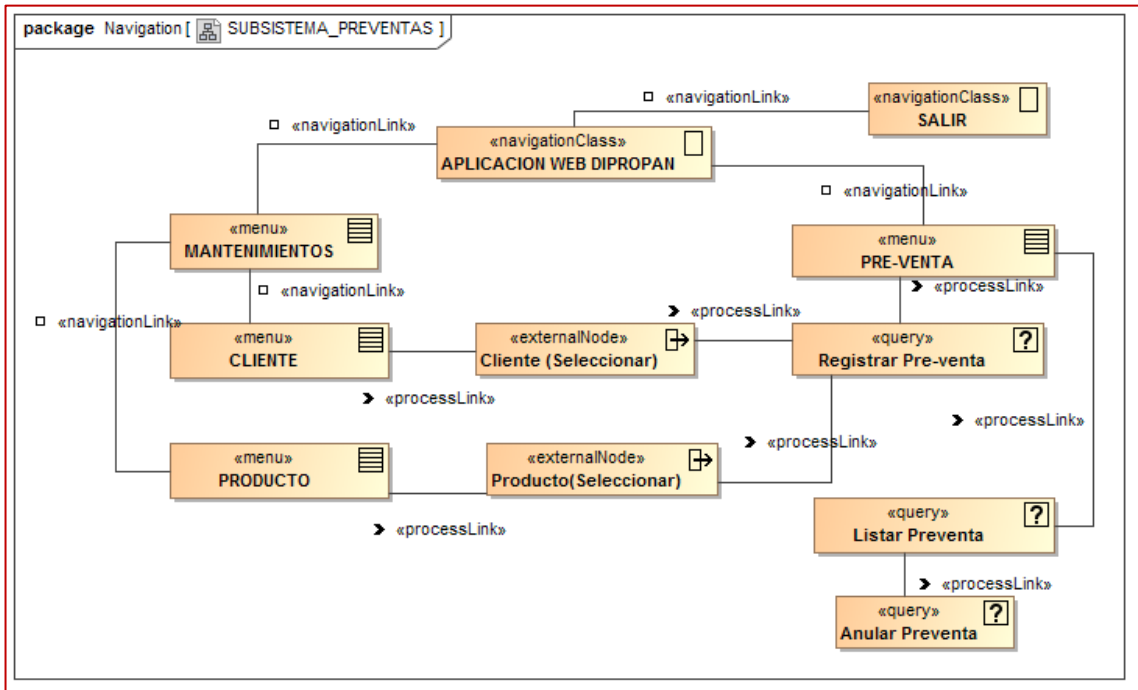 package Navigation [ SUBSISTEMA_PREVENTAS ]
«navigationLink»
«navigationClass»
SALIR
«navigationLink»
«navigationClass»
APLICACION WEB DIPROPAN
«navigationLink»
«menu»
MANTENIMIENTOS
«menu»
PRE-VENTA
«navigationLink»
«processLink»
«processLink»
«navigationLink»
«menu»
CLIENTE
«externalNode»
Cliente (Seleccionar)
«query»
Registrar Pre-venta
?
«processLink»
«processLink»
«processLink»
«menu»
PRODUCTO
«externalNode»
Producto(Seleccionar)
«processLink»
«query»
Listar Preventa
?
«processLink»
«query»
Anular Preventa
?